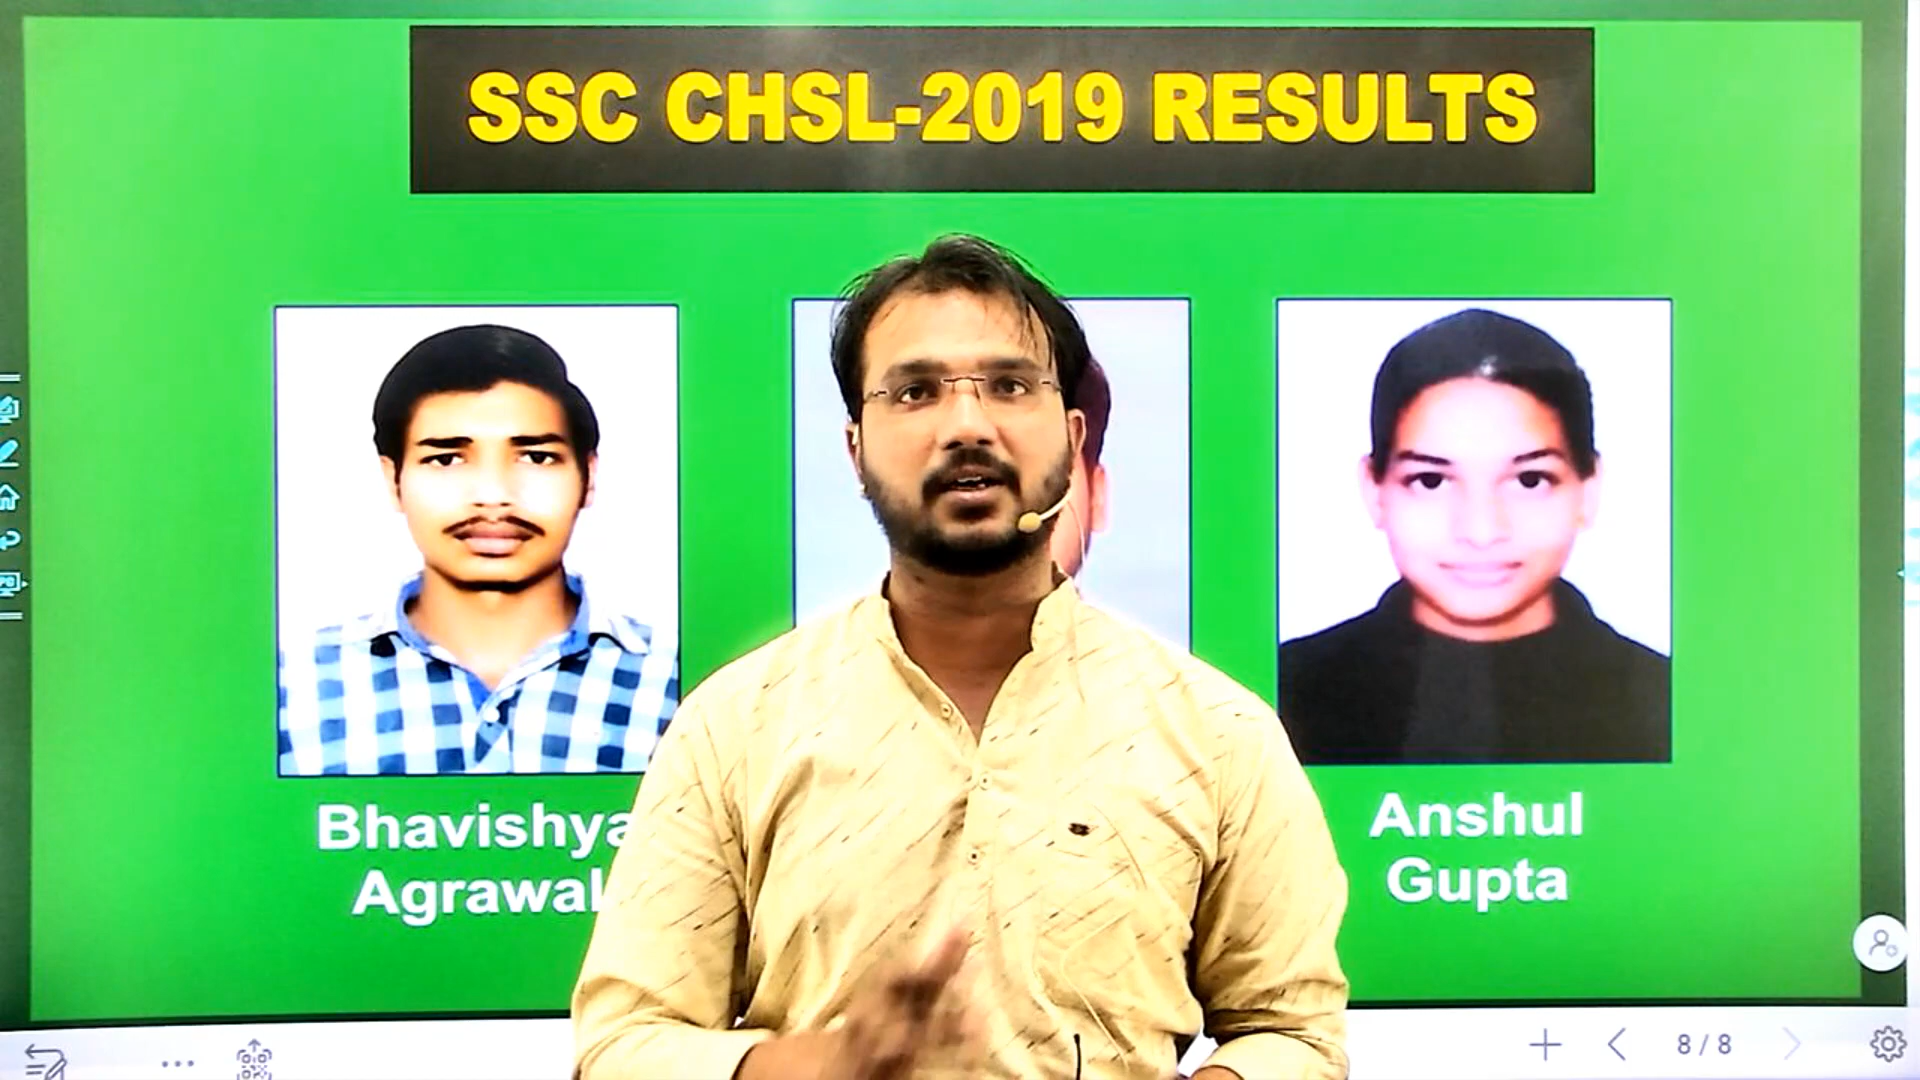 SSC CHSL-2019 RESULTS
Bhavishya
Agrawal
Anshul
Gupta
8/8